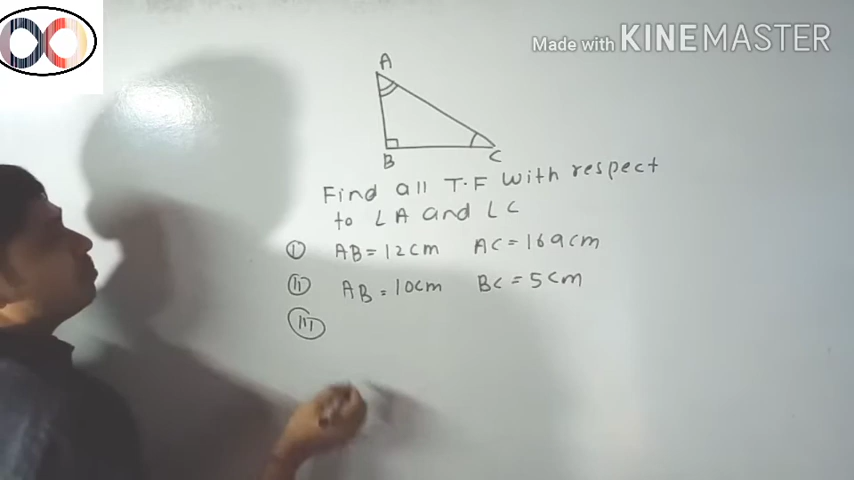 Made with KINEMASTER
A
B
C
Find all T.F with respect
to ∠A and ∠C
(I) AB = 12cm AC = 169cm
(II) AB = 10cm BC = 5cm
(III)